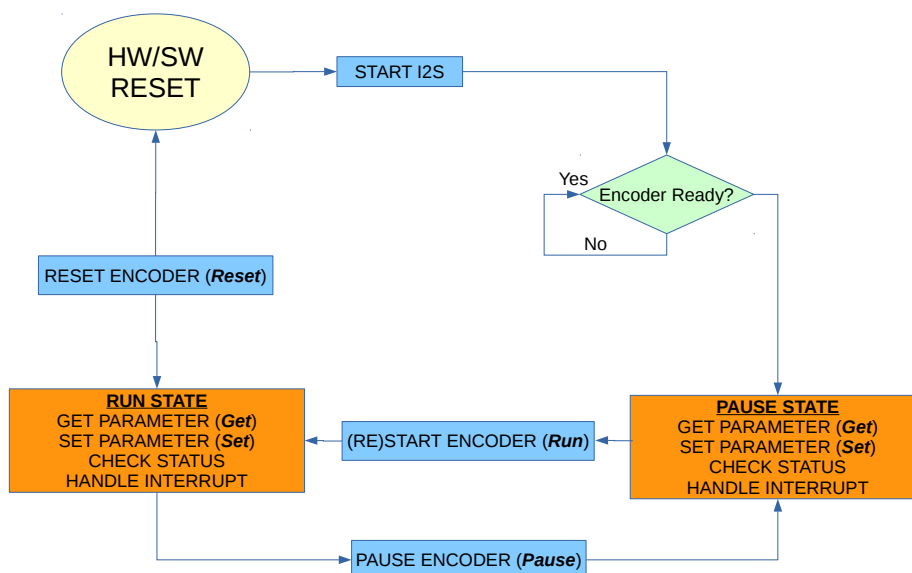 HW/SW
RESET
START I2S
Yes
Encoder Ready?
No
RESET ENCODER (Reset)
RUN STATE
GET PARAMETER (Get)
SET PARAMETER (Set)
CHECK STATUS
HANDLE INTERRUPT
(RE)START ENCODER (Run)
PAUSE STATE
GET PARAMETER (Get)
SET PARAMETER (Set)
CHECK STATUS
HANDLE INTERRUPT
PAUSE ENCODER (Pause)